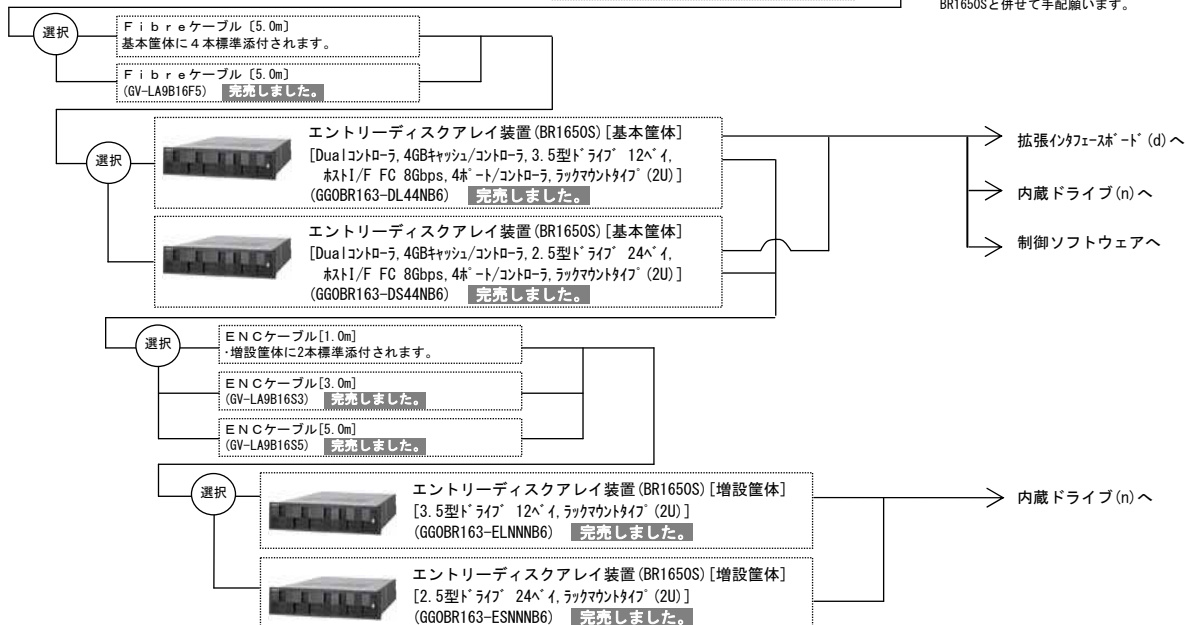 BR1650Sと併せて手配願います。
選択
Ｆｉｂｒｅケーブル〔5.0m〕
基本筐体に４本標準添付されます。
Ｆｉｂｒｅケーブル〔5.0m〕
(GV-LA9B16F5) 完売しました。
選択
エントリーディスクアレイ装置(BR1650S)[基本筐体]
[Dualｺﾝﾄﾛｰﾗ,4GBｷｬｯｼｭ/ｺﾝﾄﾛｰﾗ,3.5型ﾄﾞﾗｲﾌﾞ 12ﾍﾞｲ,
ﾎｽﾄI/F FC 8Gbps,4ﾎﾟｰﾄ/ｺﾝﾄﾛｰﾗ,ﾗｯｸﾏｳﾝﾄﾀｲﾌﾟ(2U)]
(GGOBR163-DL44NB6) 完売しました。
エントリーディスクアレイ装置(BR1650S)[基本筐体]
[Dualｺﾝﾄﾛｰﾗ,4GBｷｬｯｼｭ/ｺﾝﾄﾛｰﾗ,2.5型ﾄﾞﾗｲﾌﾞ 24ﾍﾞｲ,
ﾎｽﾄI/F FC 8Gbps,4ﾎﾟｰﾄ/ｺﾝﾄﾛｰﾗ,ﾗｯｸﾏｳﾝﾄﾀｲﾌﾟ(2U)]
(GGOBR163-DS44NB6) 完売しました。
拡張ｲﾝﾀﾌｪｰｽﾎﾞｰﾄﾞ(d)へ
内蔵ドライブ(n)へ
制御ソフトウェアへ
選択
ＥＮＣケーブル[1.0m]
・増設筐体に2本標準添付されます。
ＥＮＣケーブル[3.0m]
(GV-LA9B16S3) 完売しました。
ＥＮＣケーブル[5.0m]
(GV-LA9B16S5) 完売しました。
選択
エントリーディスクアレイ装置(BR1650S)[増設筐体]
[3.5型ﾄﾞﾗｲﾌﾞ 12ﾍﾞｲ,ﾗｯｸﾏｳﾝﾄﾀｲﾌﾟ(2U)]
(GGOBR163-ELNNNB6) 完売しました。
エントリーディスクアレイ装置(BR1650S)[増設筐体]
[2.5型ﾄﾞﾗｲﾌﾞ 24ﾍﾞｲ,ﾗｯｸﾏｳﾝﾄﾀｲﾌﾟ(2U)]
(GGOBR163-ESNNNB6) 完売しました。
内蔵ドライブ(n)へ